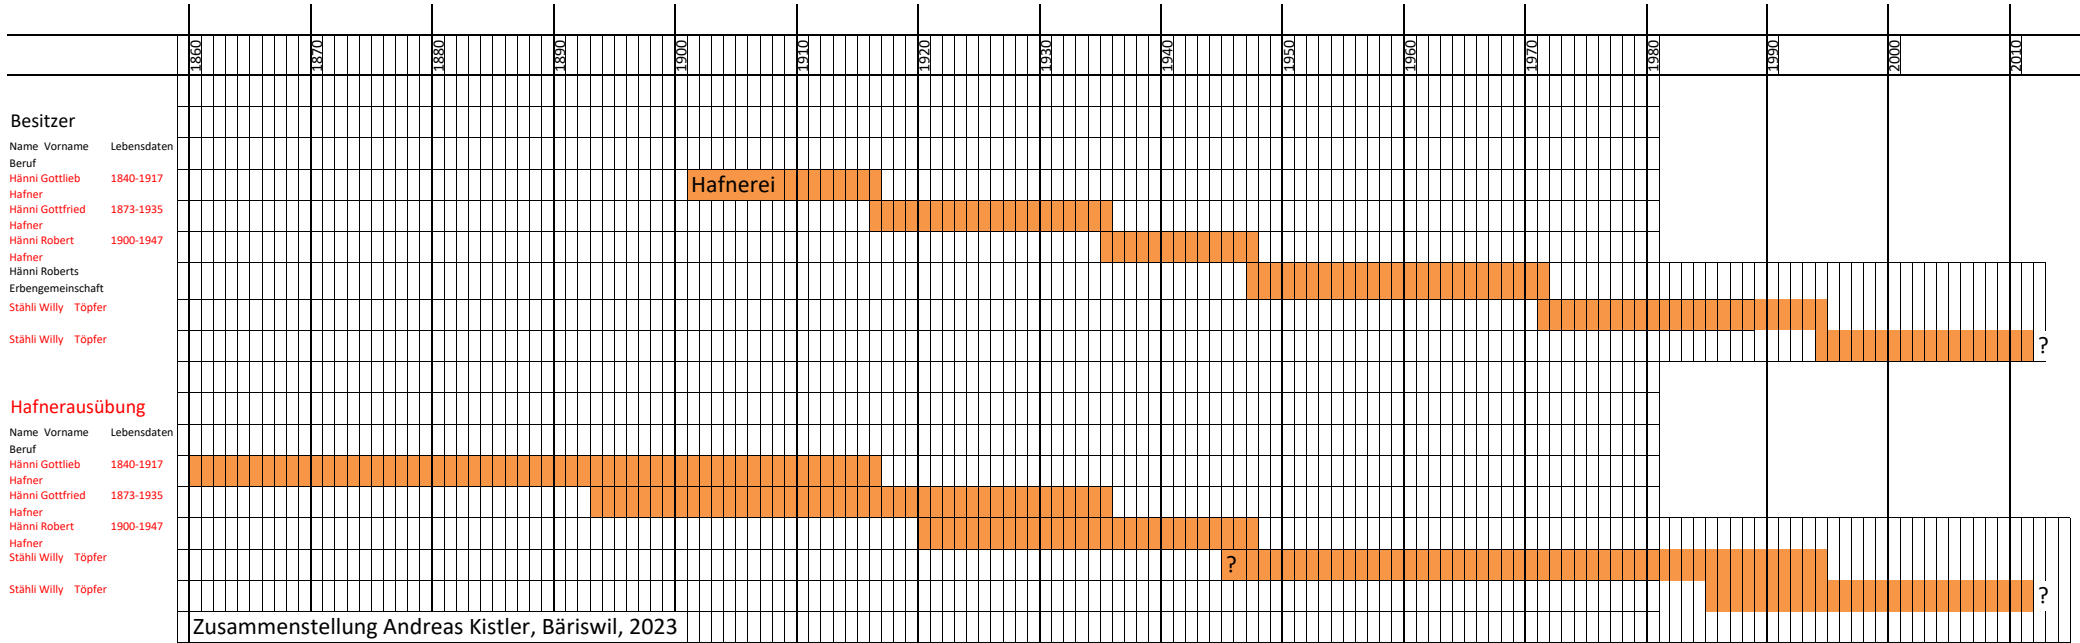 1860 1870 1880 1890 1900 1910 1920 1930 1940 1950 1960 1970 1980 1990 2000 2010
Besitzer
Name Vorname Lebensdaten
Beruf
Hänni Gottlieb 1840-1917
Hafner
Hafnerei
Hänni Gottfried 1873-1935
Hafner
Hänni Robert 1900-1947
Hafner
Hänni Roberts
Erbengemeinschaft
Stähli Willy Töpfer
Stähli Willy Töpfer
?
Hafnerausübung
Name Vorname Lebensdaten
Beruf
Hänni Gottlieb 1840-1917
Hafner
Hänni Gottfried 1873-1935
Hafner
Hänni Robert 1900-1947
Hafner
Stähli Willy Töpfer
?
Stähli Willy Töpfer
?
Zusammenstellung Andreas Kistler, Bäriswil, 2023